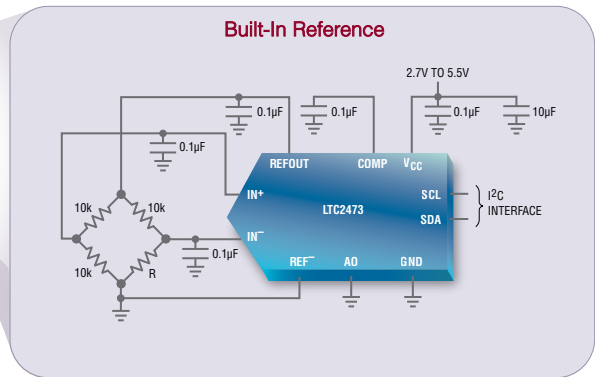 Built-In Reference
2.7V TO 5.5V
0.1µF
0.1µF
0.1µF
10µF
0.1µF
REFOUT
COMP
VCC
IN+
SCL
I2C
INTERFACE
10k
10k
LTC2473
SDA
IN–
0.1µF
10k
R
REF–
AO
GND